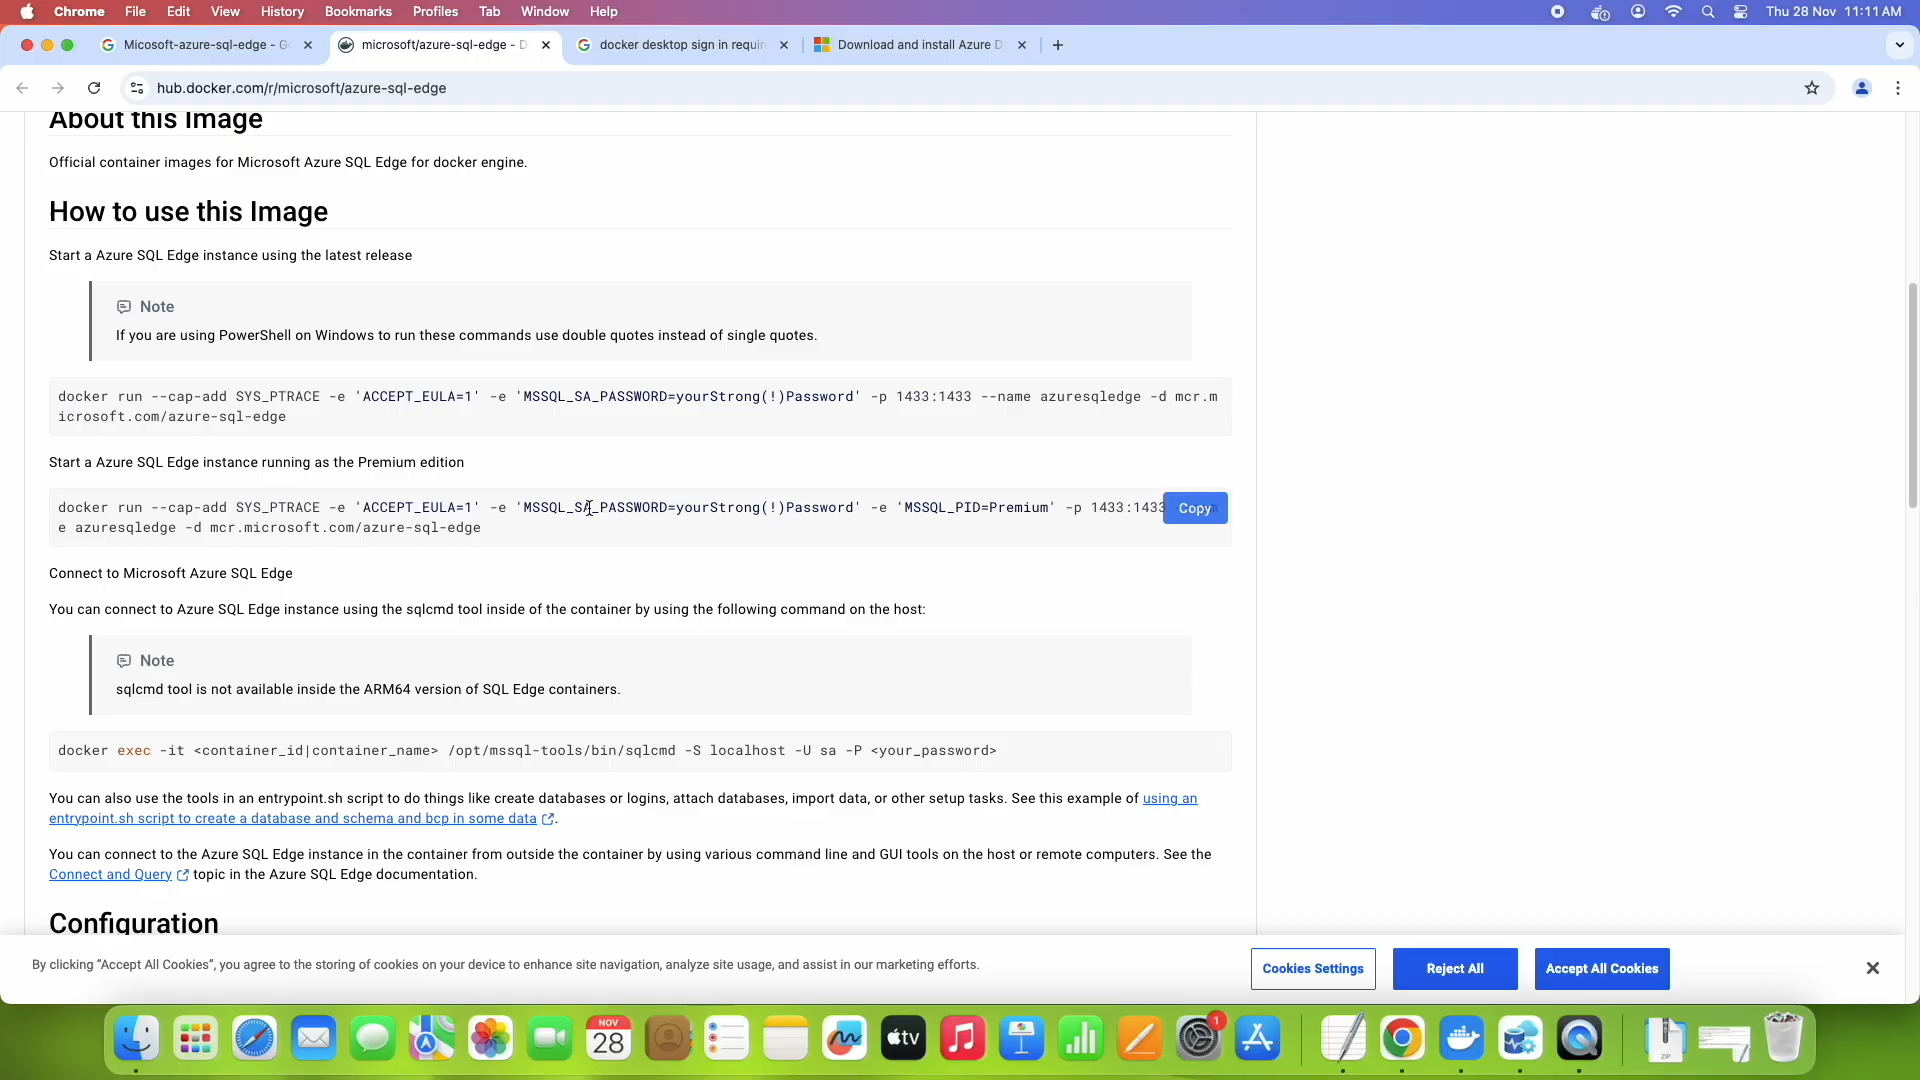 Chrome File Edit View History Bookmarks Profiles Tab Window Help Thu 28 Nov 11:11 AM
Micosoft-azure-sql-edge - G
microsoft/azure-sql-edge - D
docker desktop sign in requir
Download and install Azure D
hub.docker.com/r/microsoft/azure-sql-edge
About this Image
Official container images for Microsoft Azure SQL Edge for docker engine.
How to use this Image
Start a Azure SQL Edge instance using the latest release
Note
If you are using PowerShell on Windows to run these commands use double quotes instead of single quotes.
docker run --cap-add SYS_PTRACE -e 'ACCEPT_EULA=1' -e 'MSSQL_SA_PASSWORD=yourStrong(!)Password' -p 1433:1433 --name azuresqledge -d mcr.m
icrosoft.com/azure-sql-edge
Start a Azure SQL Edge instance running as the Premium edition
docker run --cap-add SYS_PTRACE -e 'ACCEPT_EULA=1' -e 'MSSQL_SA_PASSWORD=yourStrong(!)Password' -e 'MSSQL_PID=Premium' -p 1433:1433
Copy
e azuresqledge -d mcr.microsoft.com/azure-sql-edge
Connect to Microsoft Azure SQL Edge
You can connect to Azure SQL Edge instance using the sqlcmd tool inside of the container by using the following command on the host:
Note
sqlcmd tool is not available inside the ARM64 version of SQL Edge containers.
docker exec -it <container_id|container_name> /opt/mssql-tools/bin/sqlcmd -S localhost -U sa -P <your_password>
You can also use the tools in an entrypoint.sh script to do things like create databases or logins, attach databases, import data, or other setup tasks. See this example of using an
entrypoint.sh script to create a database and schema and bcp in some data.
You can connect to the Azure SQL Edge instance in the container from outside the container by using various command line and GUI tools on the host or remote computers. See the
Connect and Query topic in the Azure SQL Edge documentation.
Configuration
By clicking "Accept All Cookies", you agree to the storing of cookies on your device to enhance site navigation, analyze site usage, and assist in our marketing efforts.
Cookies Settings
Reject All
Accept All Cookies
NOV
28
tv
1
ZIP